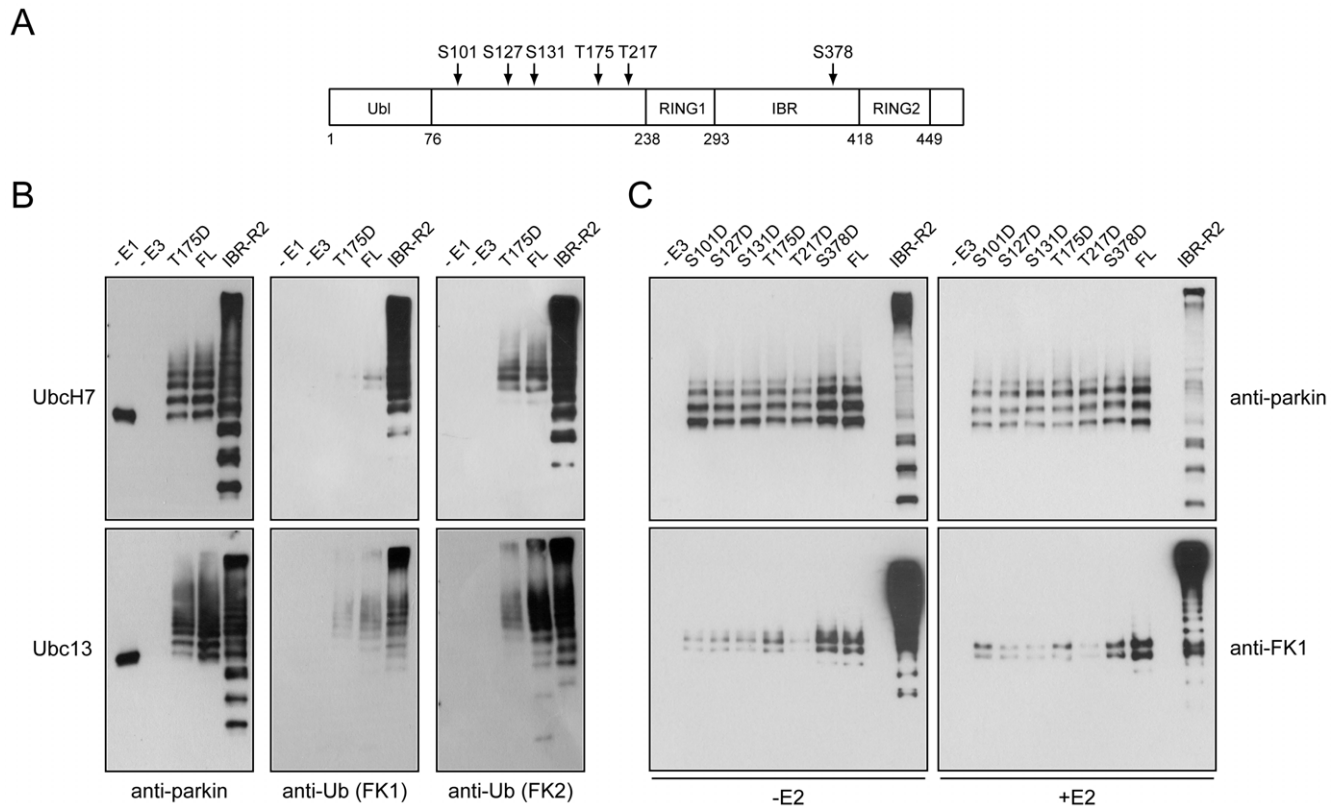 A
S101 S127 S131 T175 T217 S378
Ubl RING1 IBR RING2
1 76 238 293 418 449
B
- E1 - E3 T175D FL IBR-R2 - E1 - E3 T175D FL IBR-R2 - E1 - E3 T175D FL IBR-R2
UbcH7
Ubc13
anti-parkin anti-Ub (FK1) anti-Ub (FK2)
C
- E3 S101D S127D S131D T175D T217D S378D FL IBR-R2 - E3 S101D S127D S131D T175D T217D S378D FL IBR-R2
anti-parkin
anti-FK1
-E2 +E2